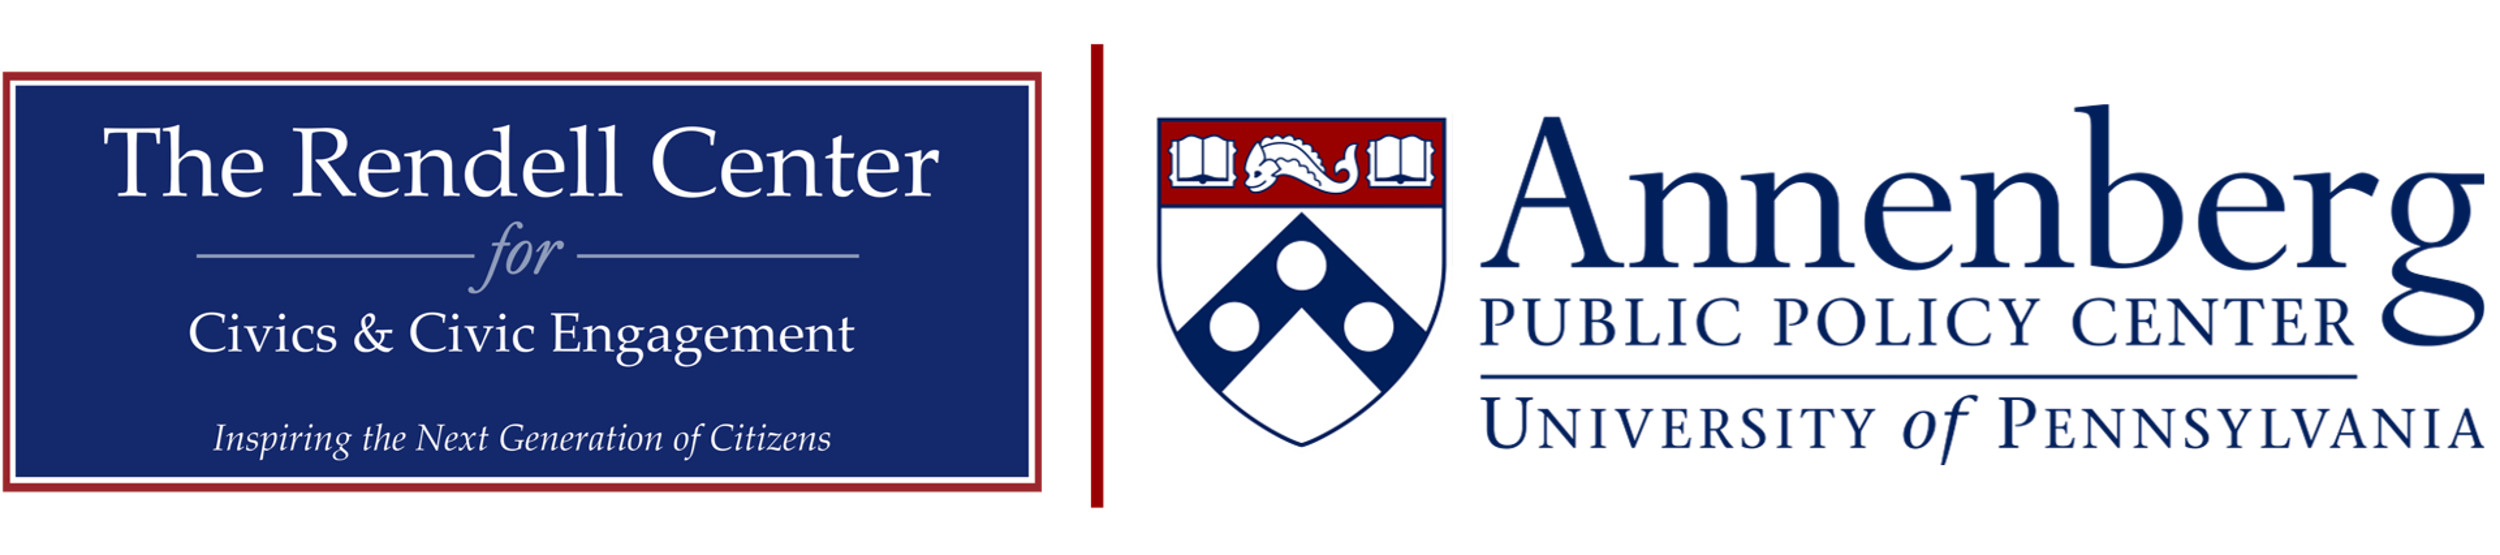 The Rendell Center
for
Civics & Civic Engagement
Inspiring the Next Generation of Citizens
Annenberg
PUBLIC POLICY CENTER
UNIVERSITY of PENNSYLVANIA